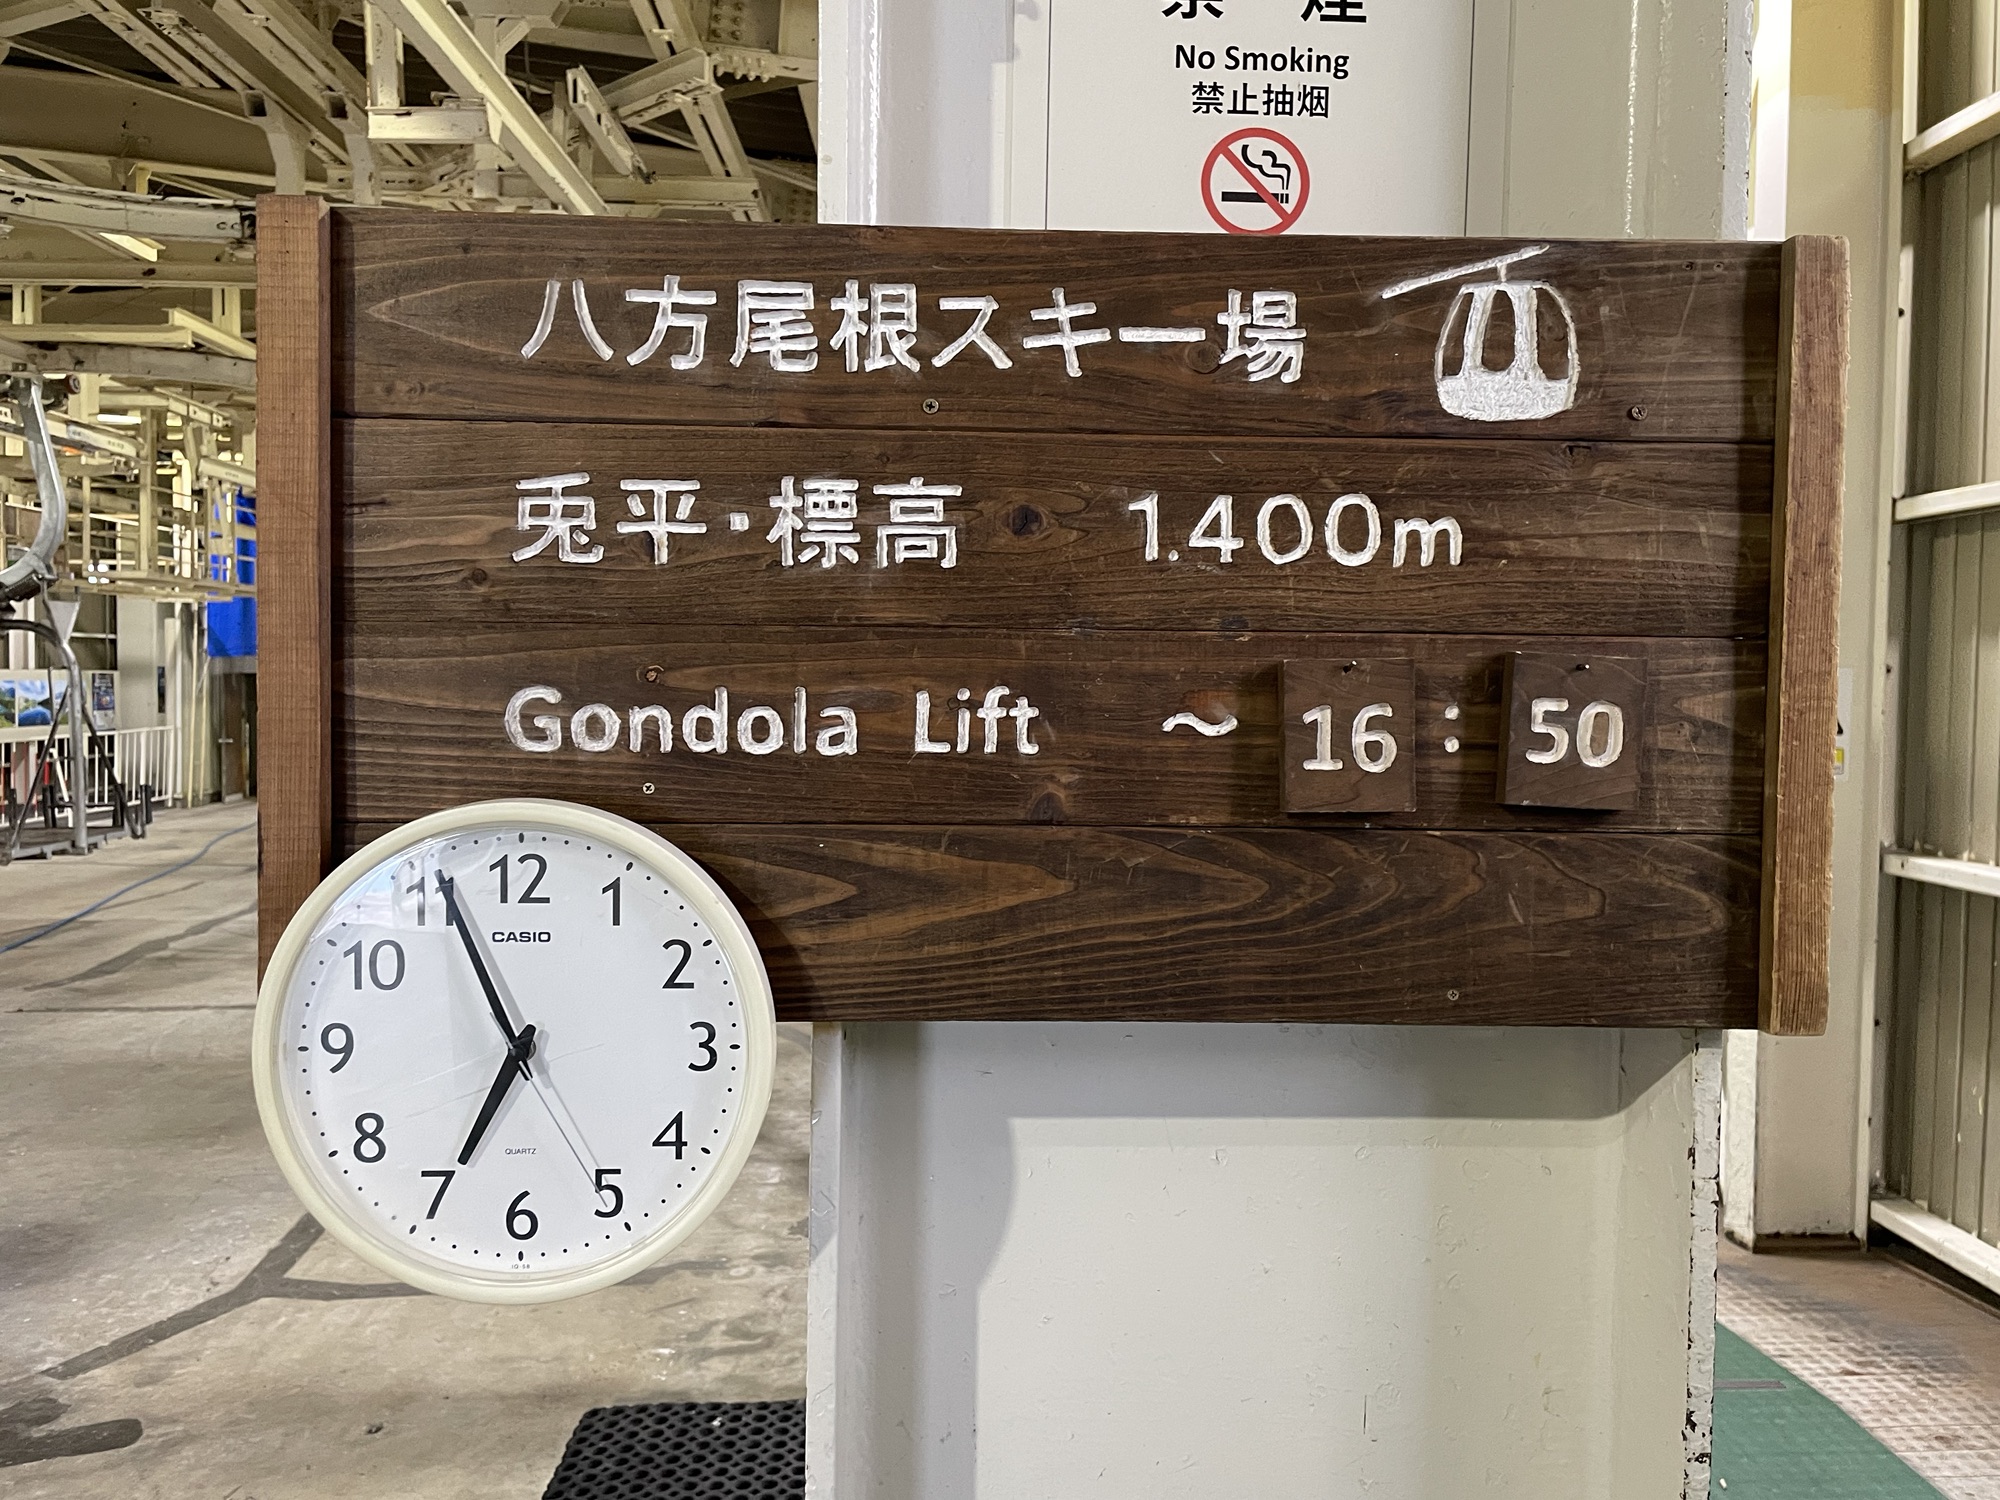 No Smoking
禁止抽烟
八方尾根スキー場
兎平・標高 1.400m
Gondola Lift ～ 16:50
12
11 1
CASIO
10 2
9 3
8 4
QUARTZ
7 5
6